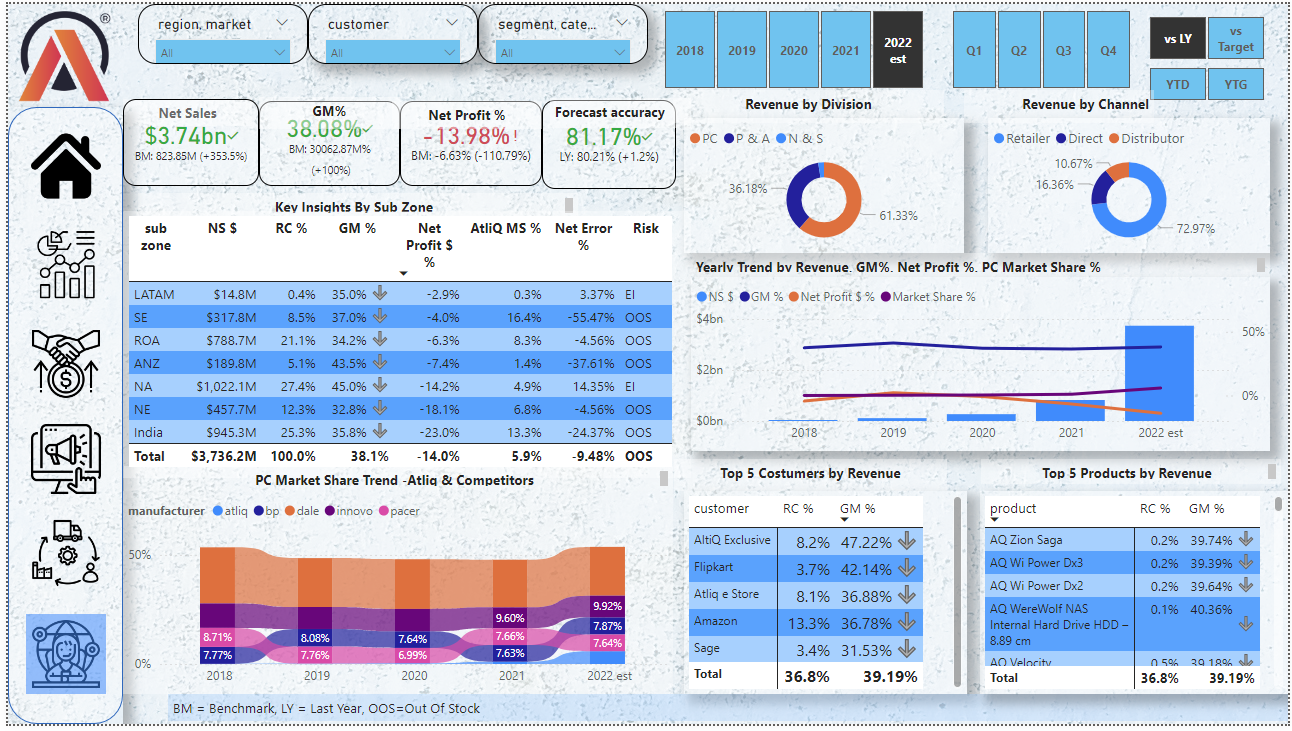 ®
region, market
All
customer
All
segment, cate...
All
2018
2019
2020
2021
2022
est
Q1
Q2
Q3
Q4
vs LY
vs
Target
YTD
YTG
Net Sales
$3.74bn
BM: 823.85M (+353.5%)
GM%
38.08%
BM: 30062.87M%
(+100%)
Net Profit %
-13.98%!
BM: -6.63% (-110.79%)
Forecast accuracy
81.17%
LY: 80.21% (+1.2%)
Revenue by Division
PC P & A N & S
36.18%
61.33%
Revenue by Channel
Retailer Direct Distributor
10.67%
16.36%
72.97%
Key Insights By Sub Zone
sub zone NS $ RC % GM % Net Profit $ % AtliQ MS % Net Error % Risk
LATAM $14.8M 0.4% 35.0% -2.9% 0.3% 3.37% EI
SE $317.8M 8.5% 37.0% -4.0% 16.4% -55.47% OOS
ROA $788.7M 21.1% 34.2% -6.3% 8.3% -4.56% OOS
ANZ $189.8M 5.1% 43.5% -7.4% 1.4% -37.61% OOS
NA $1,022.1M 27.4% 45.0% -14.2% 4.9% 14.35% EI
NE $457.7M 12.3% 32.8% -18.1% 6.8% -4.56% OOS
India $945.3M 25.3% 35.8% -23.0% 13.3% -24.37% OOS
Total $3,736.2M 100.0% 38.1% -14.0% 5.9% -9.48% OOS
Yearly Trend by Revenue, GM%, Net Profit %, PC Market Share %
NS $ GM % Net Profit $ % Market Share %
$4bn
$2bn
$0bn
50%
0%
2018 2019 2020 2021 2022 est
PC Market Share Trend -Atliq & Competitors
manufacturer atliq bp dale innovo pacer
50%
0%
8.71%
7.77%
8.08%
7.76%
7.64%
6.99%
9.60%
7.66%
7.63%
9.92%
7.87%
7.64%
2018 2019 2020 2021 2022 est
Top 5 Costumers by Revenue
customer RC % GM %
AltiQ Exclusive 8.2% 47.22%
Flipkart 3.7% 42.14%
Atliq e Store 8.1% 36.88%
Amazon 13.3% 36.78%
Sage 3.4% 31.53%
Total 36.8% 39.19%
Top 5 Products by Revenue
product RC % GM %
AQ Zion Saga 0.2% 39.74%
AQ Wi Power Dx3 0.2% 39.39%
AQ Wi Power Dx2 0.2% 39.64%
AQ WereWolf NAS 0.1% 40.36%
Internal Hard Drive HDD –
8.89 cm
AQ Velocity 0.5% 39.18%
Total 36.8% 39.19%
BM = Benchmark, LY = Last Year, OOS=Out Of Stock